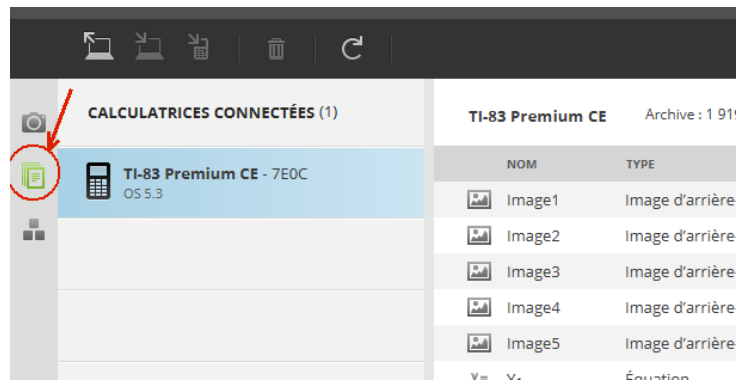 CALCULATRICES CONNECTÉES (1)
TI-83 Premium CE - 7E0C
OS 5.3
TI-83 Premium CE Archive : 1 919
NOM TYPE
Image1 Image d'arrière-
Image2 Image d'arrière-
Image3 Image d'arrière-
Image4 Image d'arrière-
Image5 Image d'arrière-
Y= Y₁ Équation